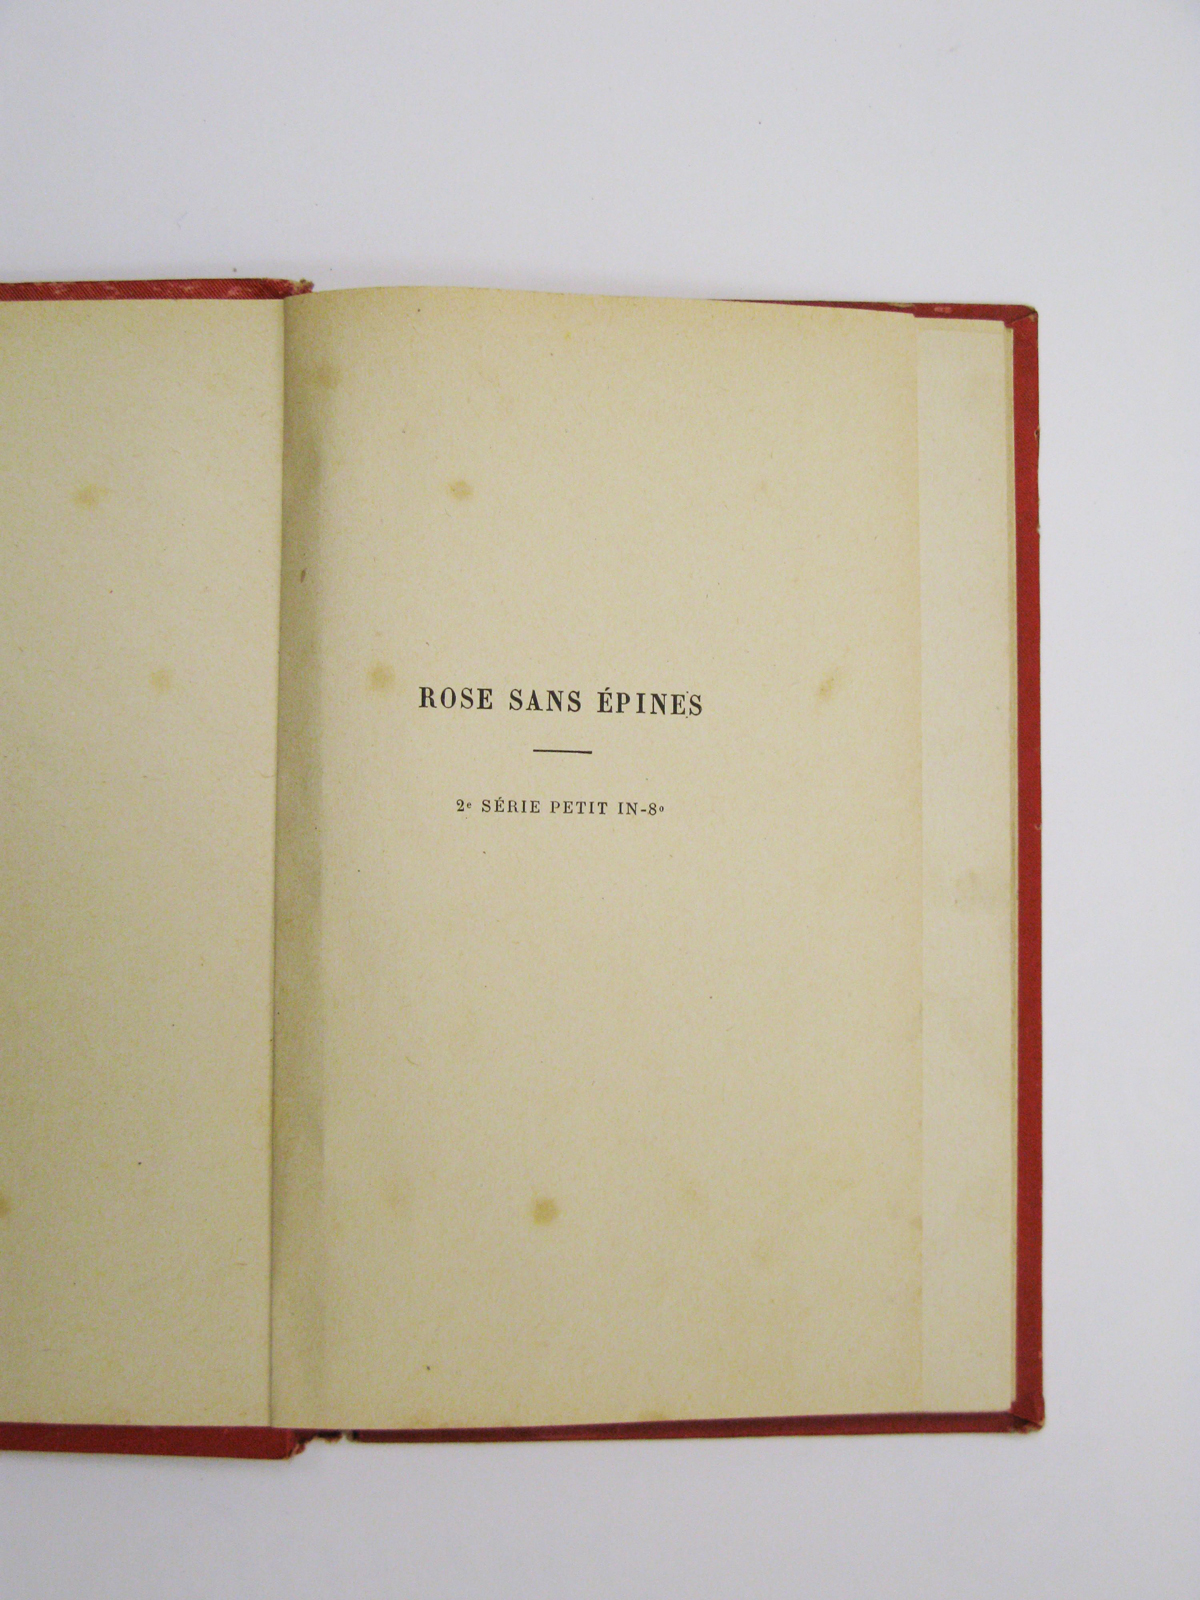 ROSE SANS ÉPINES
2e SÉRIE PETIT IN-8o